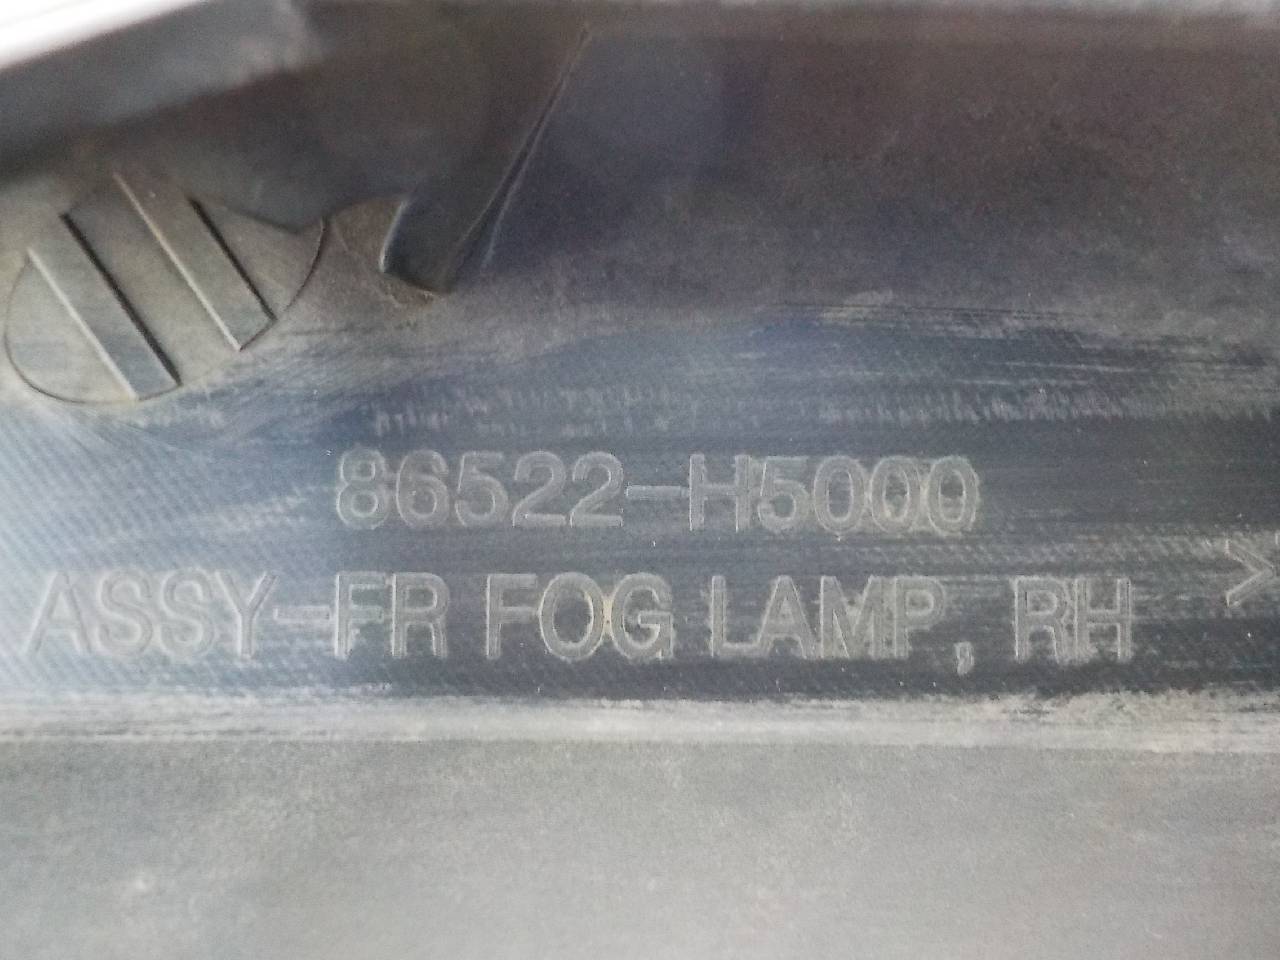 86522-H5000
ASSY-FR FOG LAMP, RH
>